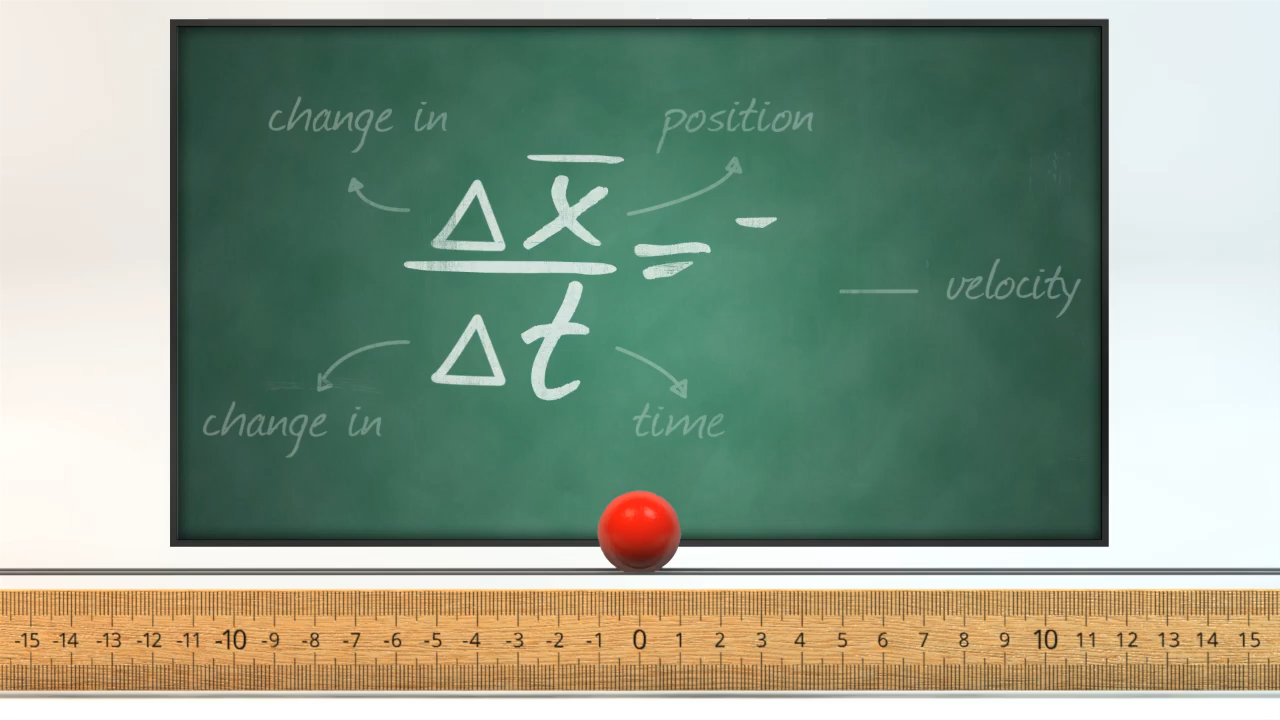 change in position
Δx̄
=
Δt
velocity
change in time
-15 -14 -13 -12 -11 -10 -9 -8 -7 -6 -5 -4 -3 -2 -1 0 1 2 3 4 5 6 7 8 9 10 11 12 13 14 15